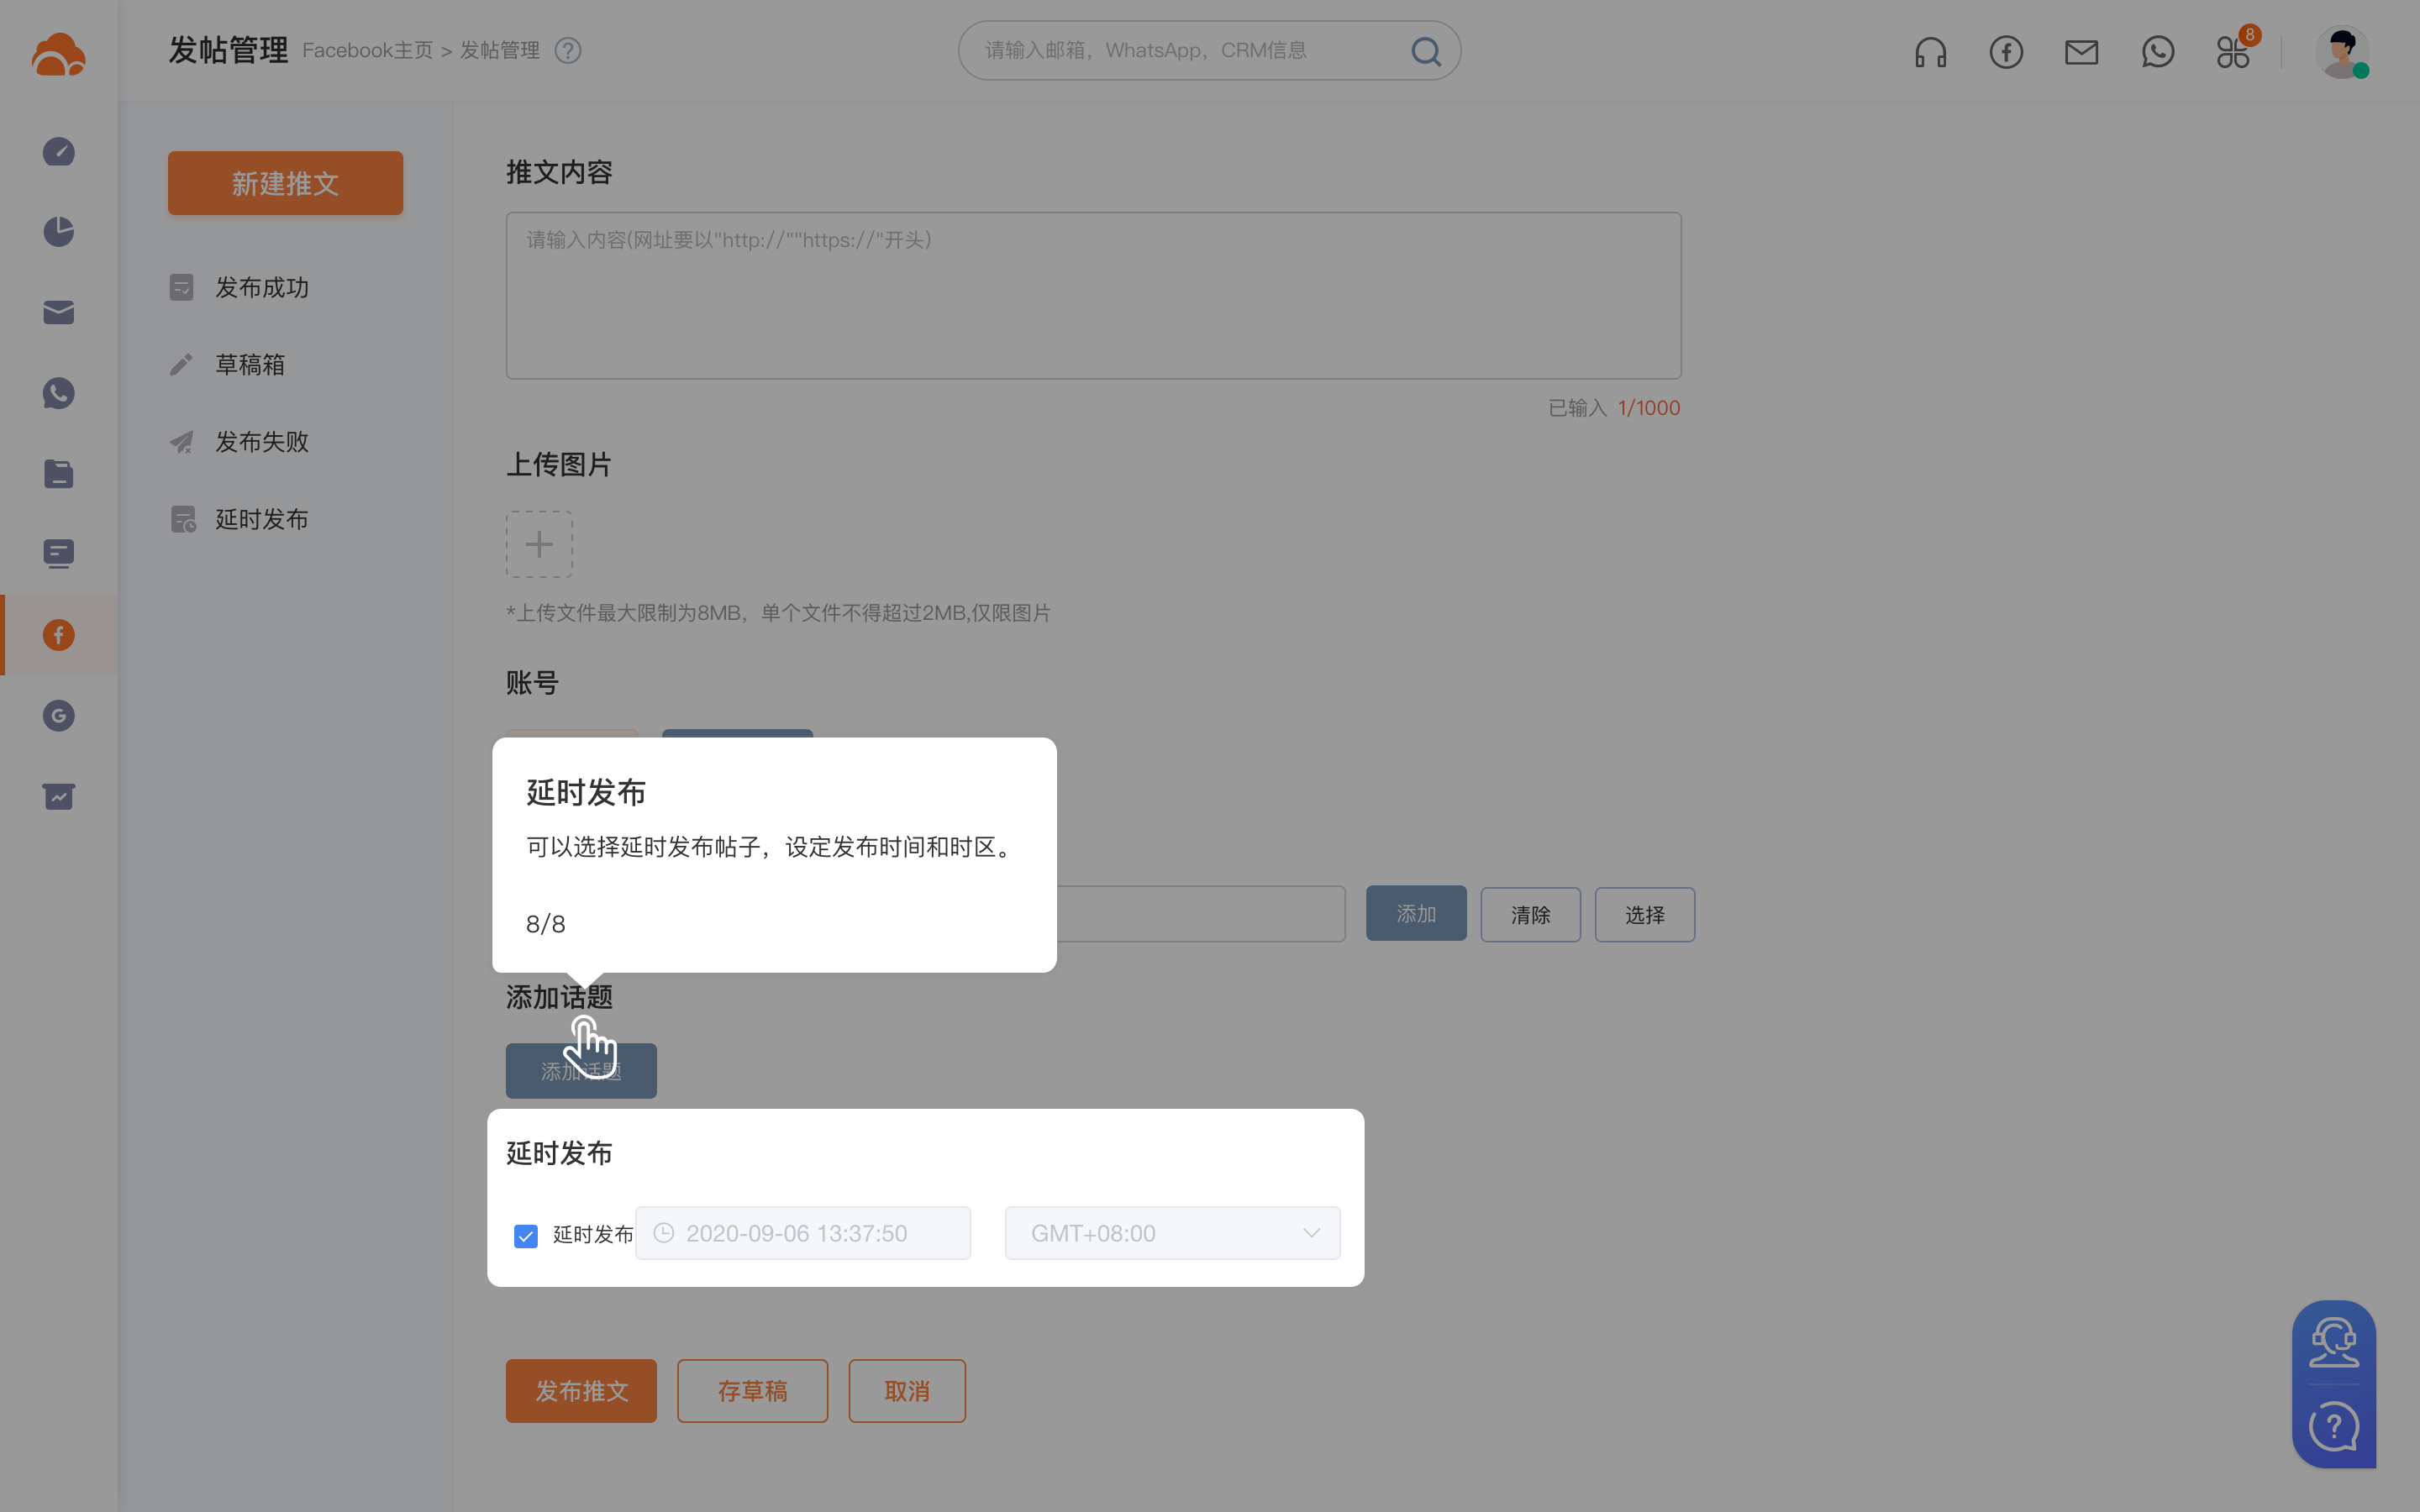 发帖管理 Facebook主页 > 发帖管理
请输入邮箱，WhatsApp，CRM信息
8
新建推文
发布成功
草稿箱
发布失败
延时发布
推文内容
请输入内容(网址要以"http://""https://"开头)
已输入 1/1000
上传图片
*上传文件最大限制为8MB，单个文件不得超过2MB,仅限图片
账号
延时发布
可以选择延时发布帖子，设定发布时间和时区。
8/8
添加 清除 选择
添加话题
添加话题
延时发布
延时发布 2020-09-06 13:37:50 GMT+08:00
发布推文 存草稿 取消